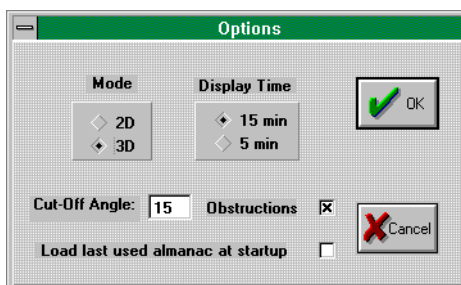 Options
Mode
Display Time
2D
3D
15 min
5 min
OK
Cut-Off Angle: 15
Obstructions
Cancel
Load last used almanac at startup